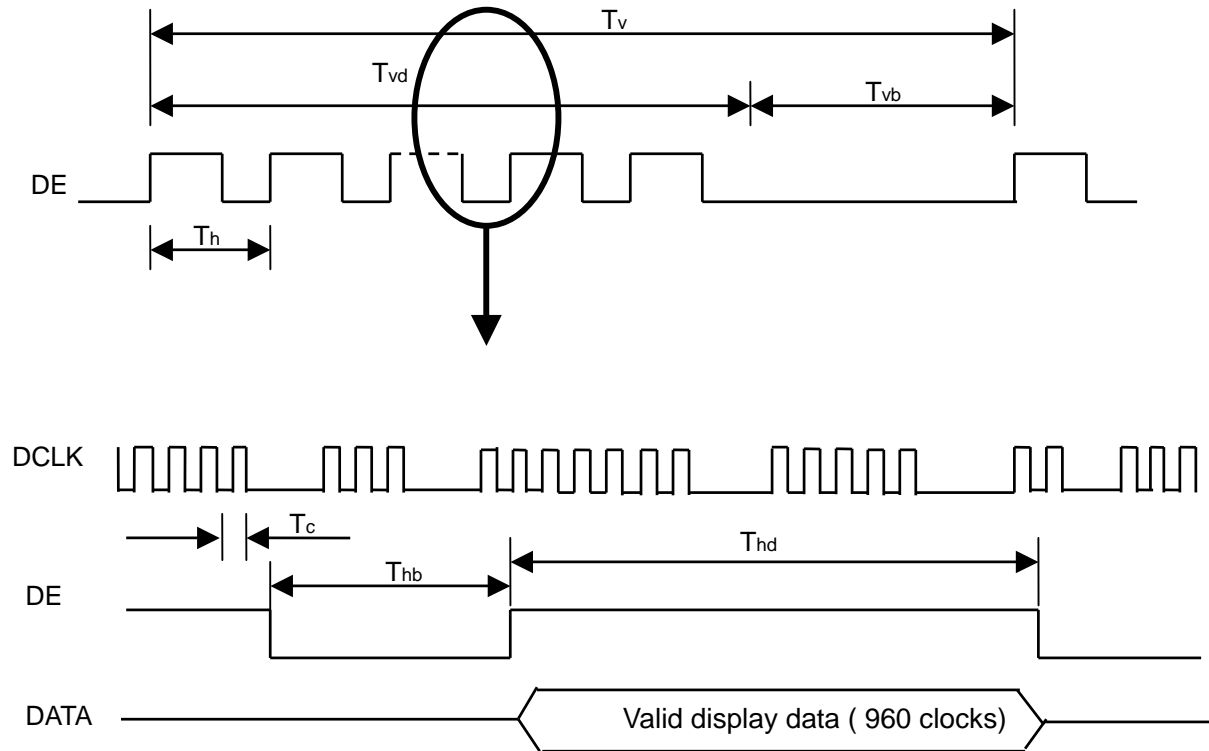 Tv
Tvd
Tvb
DE
Th
DCLK
Tc
Thd
Thb
DE
DATA
Valid display data ( 960 clocks)